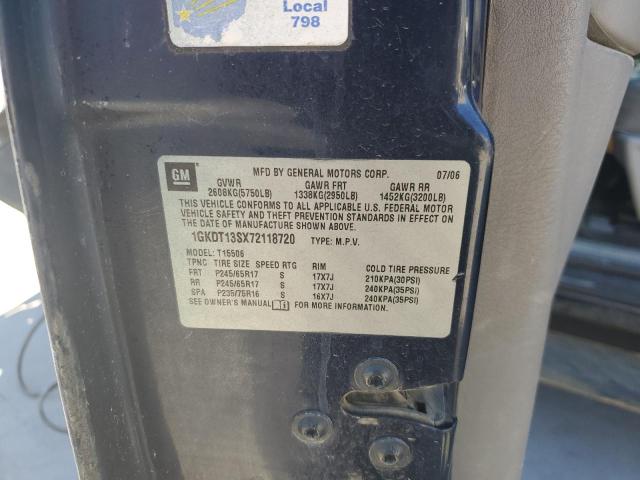 Local
798
GM
MFD BY GENERAL MOTORS CORP. 07/06
GVWR GAWR FRT GAWR RR
2608KG(5750LB) 1338KG(2950LB) 1452KG(3200LB)
THIS VEHICLE CONFORMS TO ALL APPLICABLE U.S. FEDERAL MOTOR
VEHICLE SAFETY AND THEFT PREVENTION STANDARDS IN EFFECT ON
THE DATE OF MANUFACTURE SHOWN ABOVE.
1GKDT13SX72118720 TYPE: M.P.V.
MODEL: T15506
TPNC TIRE SIZE SPEED RTG RIM COLD TIRE PRESSURE
FRT P245/65R17 S 17X7J 210KPA(30PSI)
RR P245/65R17 S 17X7J 240KPA(35PSI)
SPA P235/75R16 S 16X7J 240KPA(35PSI)
SEE OWNER'S MANUAL FOR MORE INFORMATION.